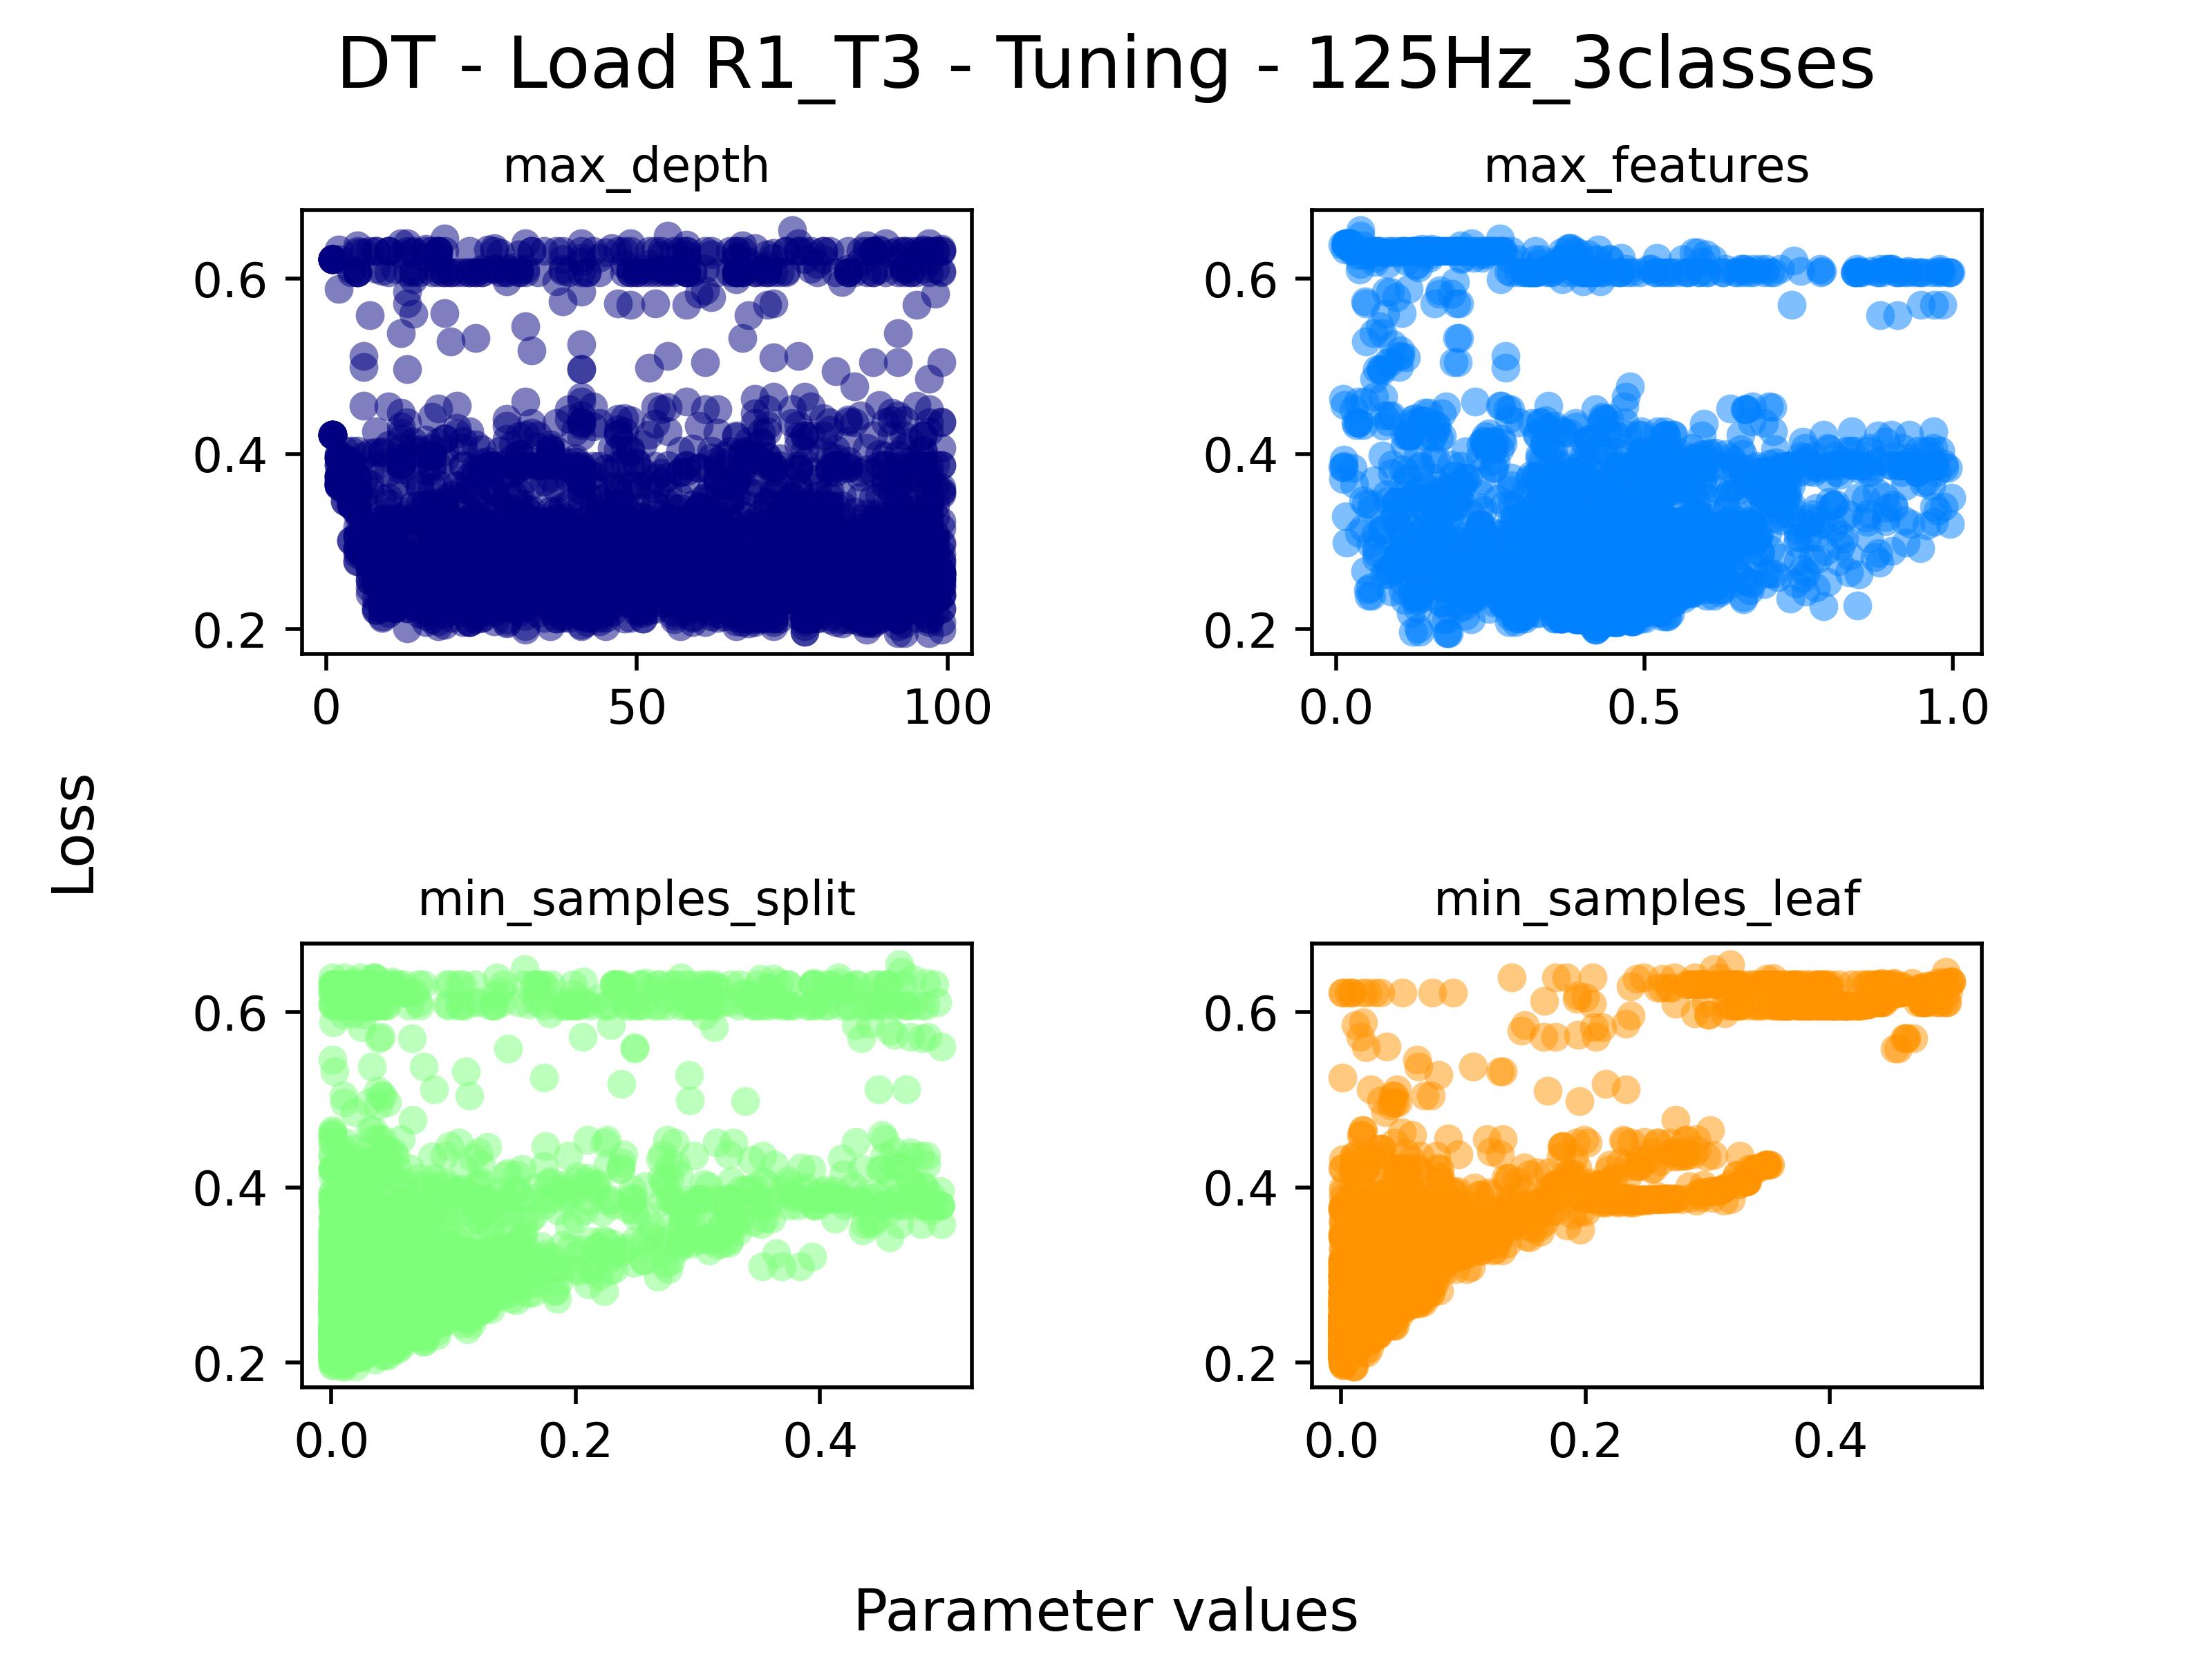 DT - Load R1_T3 - Tuning - 125Hz_3classes
max_depth
0.6
0.4
0.2
0 50 100
max_features
0.6
0.4
0.2
0.0 0.5 1.0
Loss
min_samples_split
0.6
0.4
0.2
0.0 0.2 0.4
min_samples_leaf
0.6
0.4
0.2
0.0 0.2 0.4
Parameter values